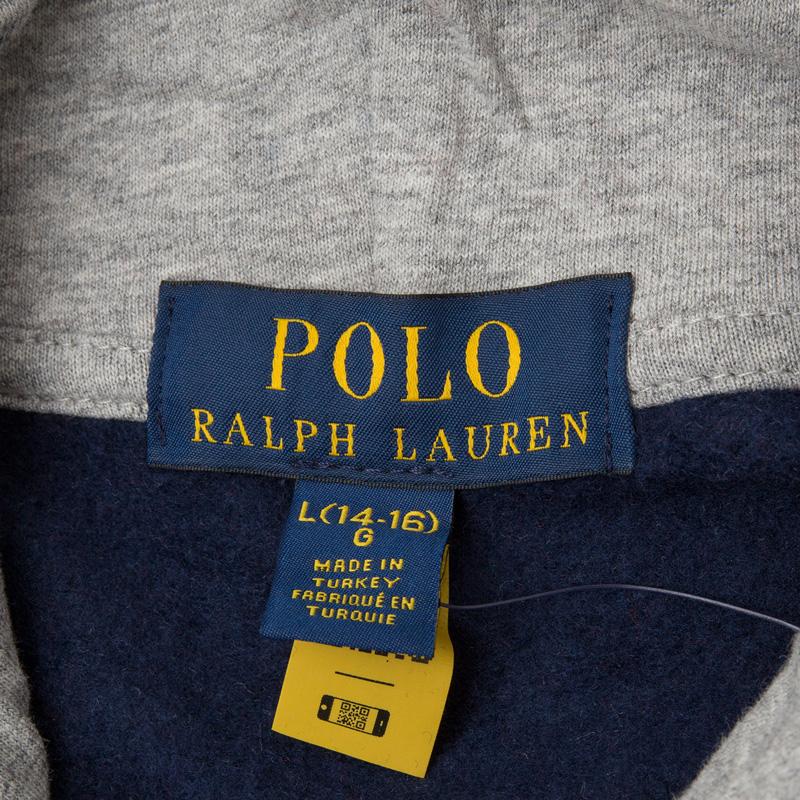 POLO
RALPH LAUREN
L(14-16)
G
MADE IN
TURKEY
FABRIQUÉ EN
TURQUIE